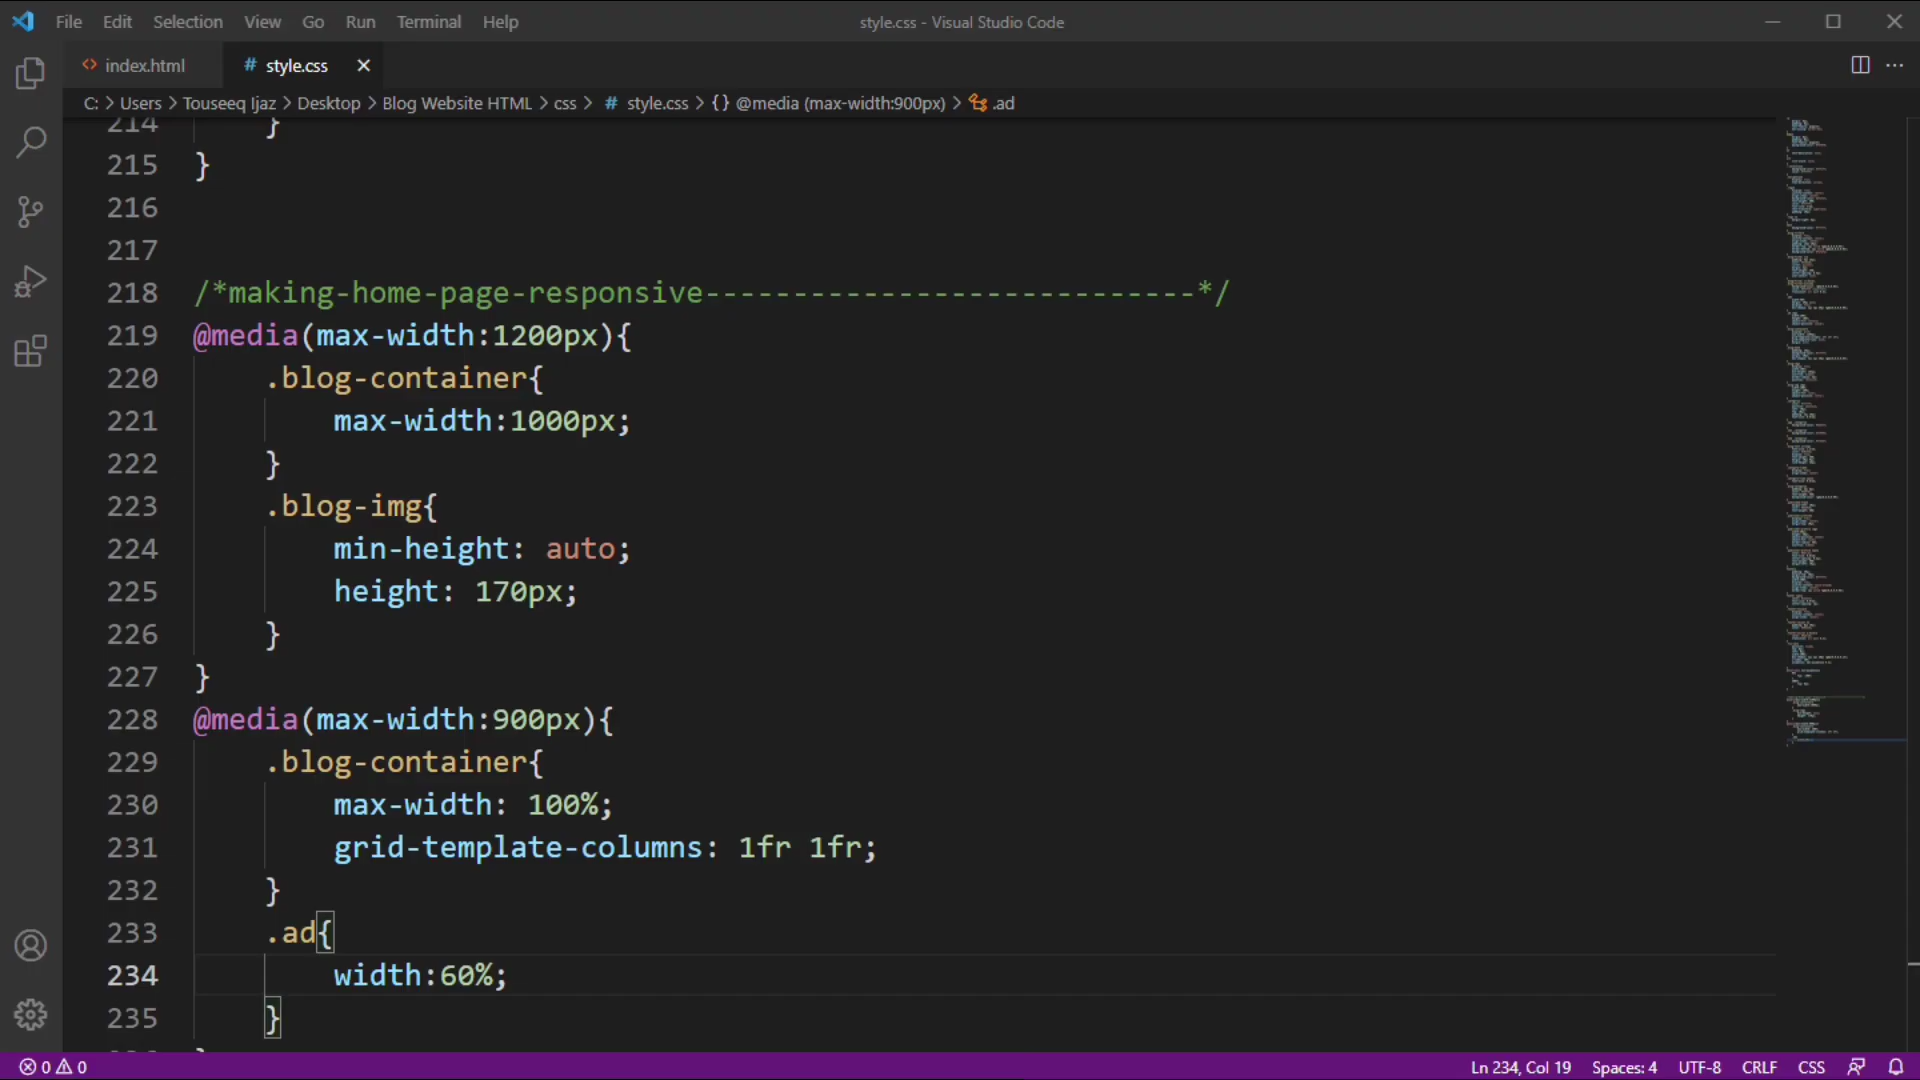 File Edit Selection View Go Run Terminal Help style.css - Visual Studio Code
<> index.html # style.css ×
C: > Users > Touseeq Ijaz > Desktop > Blog Website HTML > css > # style.css > {} @media (max-width:900px) > .ad
214 }
215 }
216
217
218 /*making-home-page-responsive----------------------------*/
219 @media(max-width:1200px){
220 .blog-container{
221 max-width:1000px;
222 }
223 .blog-img{
224 min-height: auto;
225 height: 170px;
226 }
227 }
228 @media(max-width:900px){
229 .blog-container{
230 max-width: 100%;
231 grid-template-columns: 1fr 1fr;
232 }
233 .ad{
234 width:60%;
235 }
0 0 Ln 234, Col 19 Spaces: 4 UTF-8 CRLF CSS